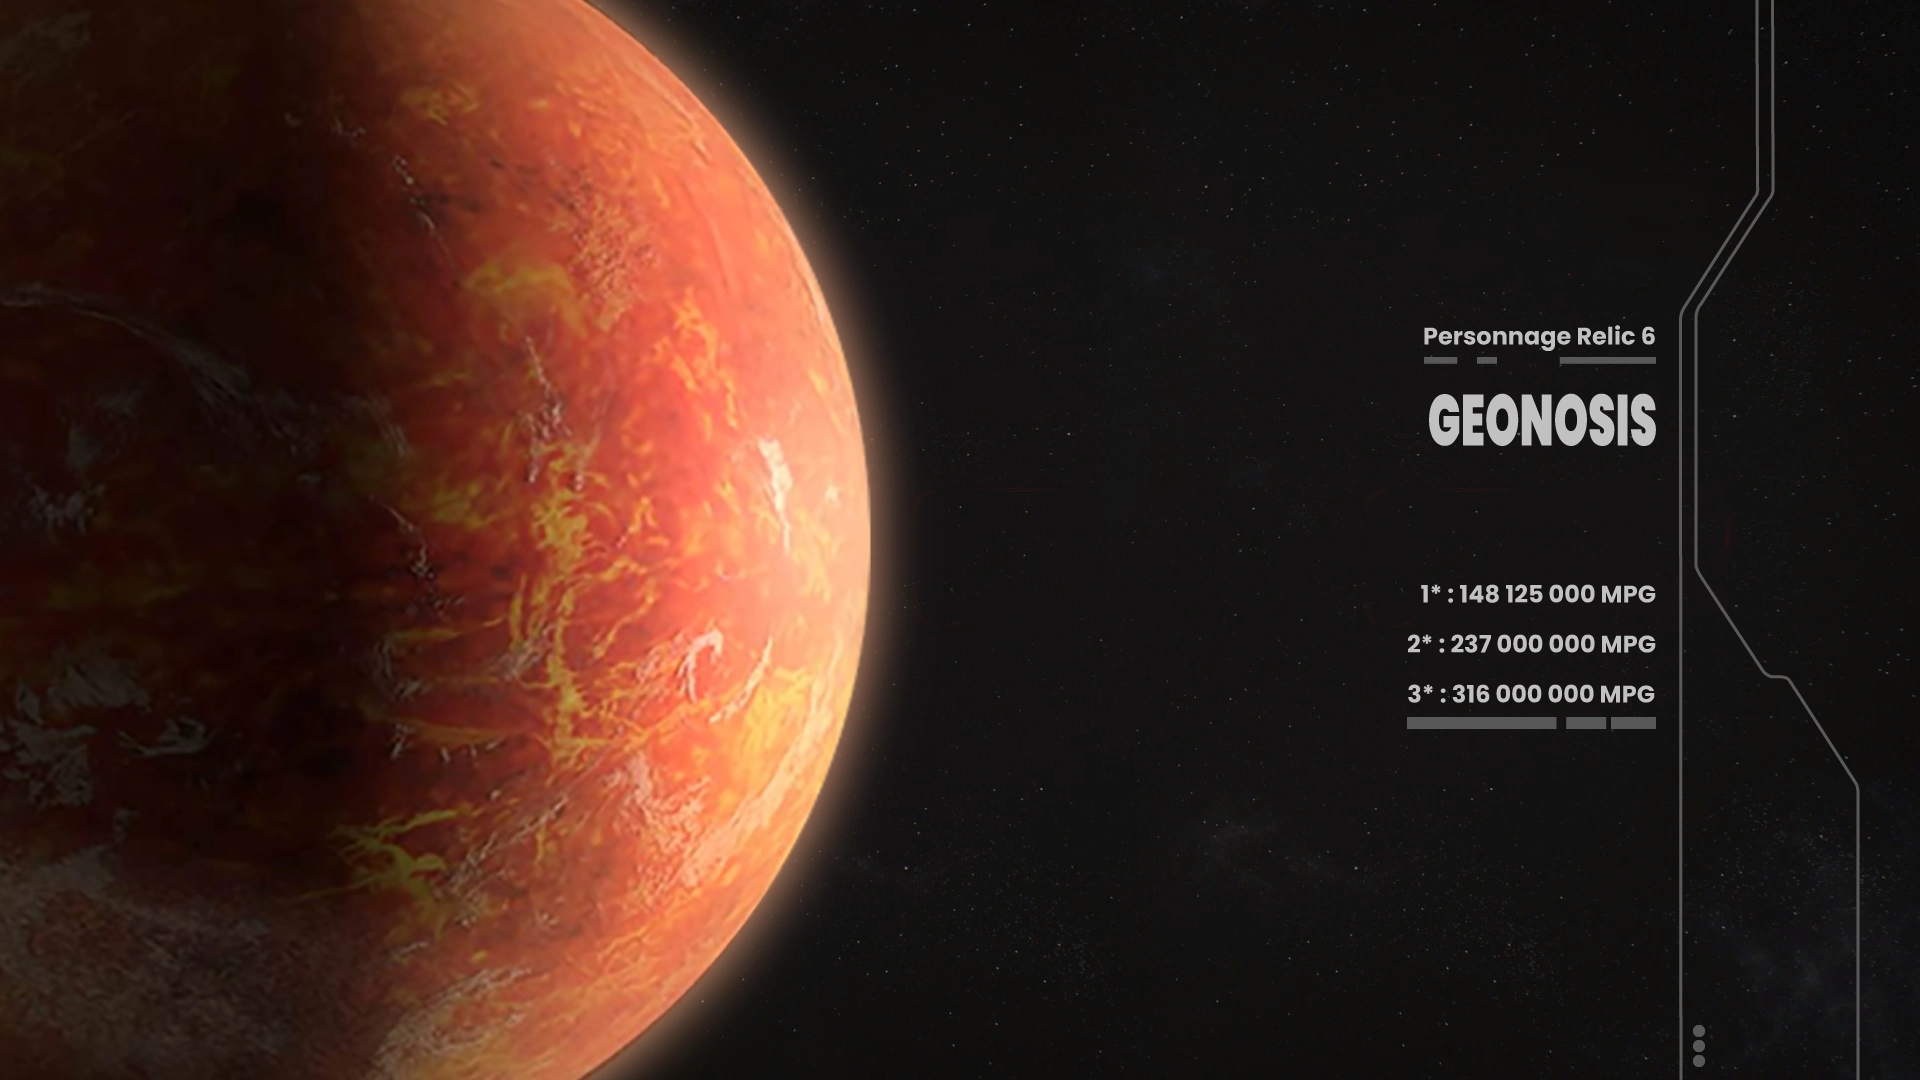 Personnage Relic 6
GEONOSIS
1* : 148 125 000 MPG
2* : 237 000 000 MPG
3* : 316 000 000 MPG